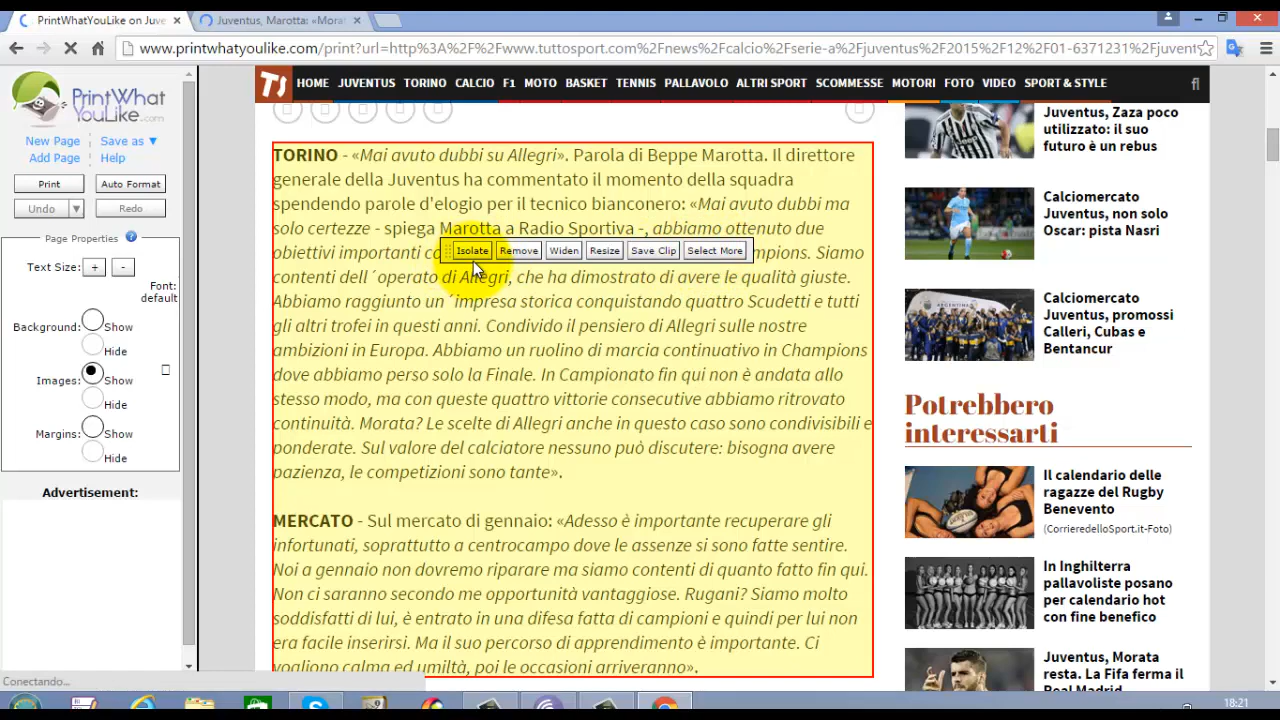 PrintWhatYouLike on Juve
Juventus, Marotta: «Morat
www.printwhatyoulike.com/print?url=http%3A%2F%2Fwww.tuttosport.com%2Fnews%2Fcalcio%2Fserie-a%2Fjuventus%2F2015%2F12%2F01-6371231%2Fjuvent
PrintWhat
YouLike.com
New Page
Save as ▼
Add Page
Help
Print
Auto Format
Undo
Redo
Page Properties
Text Size: + -
Font:
default
Background: Show
Hide
Images: Show
Hide
Margins: Show
Hide
Advertisement:
Conectando...
TS HOME JUVENTUS TORINO CALCIO F1 MOTO BASKET TENNIS PALLAVOLO ALTRI SPORT SCOMMESSE MOTORI FOTO VIDEO SPORT & STYLE
TORINO - «Mai avuto dubbi su Allegri». Parola di Beppe Marotta. Il direttore
generale della Juventus ha commentato il momento della squadra
spendendo parole d'elogio per il tecnico bianconero: «Mai avuto dubbi ma
solo certezze - spiega Marotta a Radio Sportiva -, abbiamo ottenuto due
Isolate Remove Widen Resize Save Clip Select More
obiettivi importanti mpions. Siamo
contenti dell´operato di Allegri, che ha dimostrato di avere le qualità giuste.
Abbiamo raggiunto un´impresa storica conquistando quattro Scudetti e tutti
gli altri trofei in questi anni. Condivido il pensiero di Allegri sulle nostre
ambizioni in Europa. Abbiamo un ruolino di marcia continuativo in Champions
dove abbiamo perso solo la Finale. In Campionato fin qui non è andata allo
stesso modo, ma con queste quattro vittorie consecutive abbiamo ritrovato
continuità. Morata? Le scelte di Allegri anche in questo caso sono condivisibili e
ponderate. Sul valore del calciatore nessuno può discutere: bisogna avere
pazienza, le competizioni sono tante».
MERCATO - Sul mercato di gennaio: «Adesso è importante recuperare gli
infortunati, soprattutto a centrocampo dove le assenze si sono fatte sentire.
Noi a gennaio non dovremo riparare ma siamo contenti di quanto fatto fin qui.
Non ci saranno secondo me opportunità vantaggiose. Rugani? Siamo molto
soddisfatti di lui, è entrato in una difesa fatta di campioni e quindi per lui non
era facile inserirsi. Ma il suo percorso di apprendimento è importante. Ci
vogliono calma ed umiltà, poi le occasioni arriveranno».
Juventus, Zaza poco
utilizzato: il suo
futuro è un rebus
Calciomercato
Juventus, non solo
Oscar: pista Nasri
Calciomercato
Juventus, promossi
Calleri, Cubas e
Bentancur
Potrebbero
interessarti
Il calendario delle
ragazze del Rugby
Benevento
(CorrieredelloSport.it-Foto)
In Inghilterra
pallavoliste posano
per calendario hot
con fine benefico
Juventus, Morata
resta. La Fifa ferma il
Real Madrid
18:21